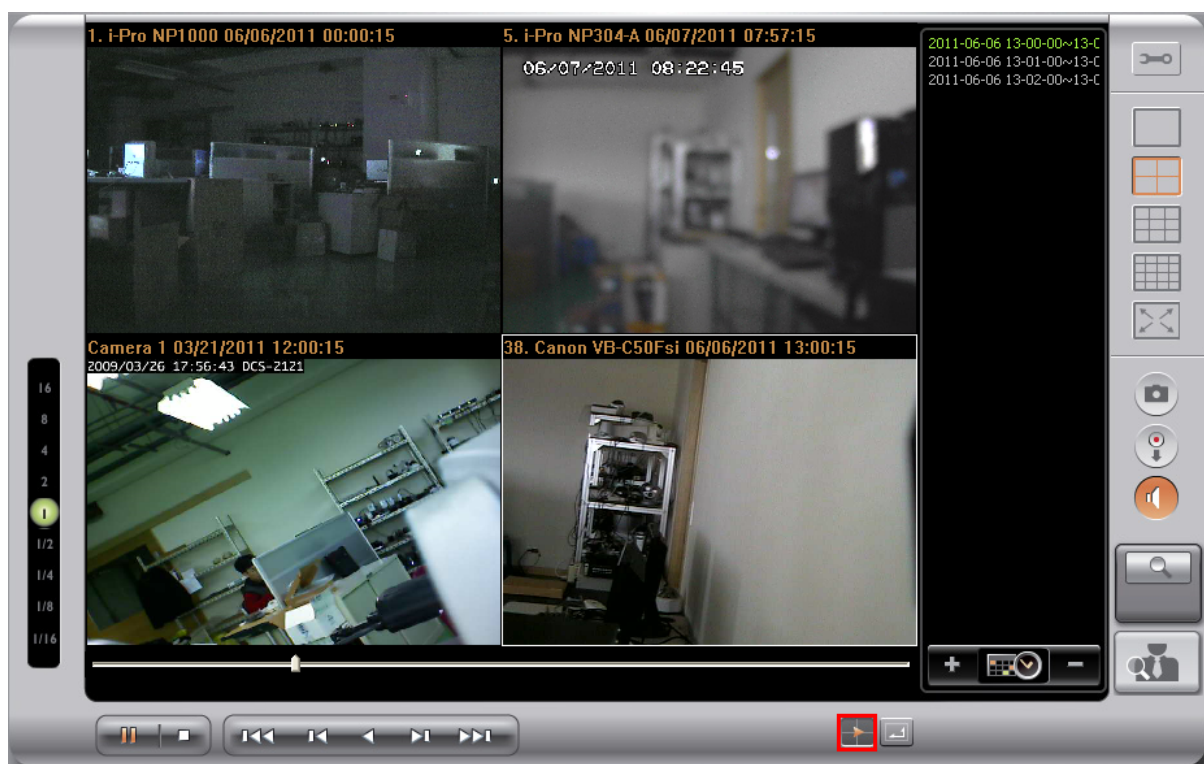 1. i-Pro NP1000 06/06/2011 00:00:15
5. i-Pro NP304-A 06/07/2011 07:57:15
06/07/2011 08:22:45
2011-06-06 13-00-00~13-0
2011-06-06 13-01-00~13-0
2011-06-06 13-02-00~13-0
Camera 1 03/21/2011 12:00:15
38. Canon VB-C50Fsi 06/06/2011 13:00:15
2009/03/26 17:56:43 DCS-2121
16
8
4
2
1
1/2
1/4
1/8
1/16